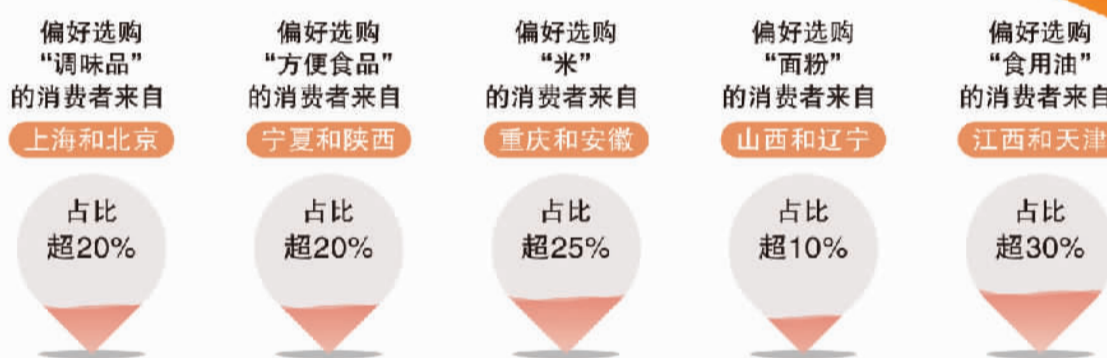 偏好选购
“调味品”
的消费者来自
上海和北京
占比
超20%
偏好选购
“方便食品”
的消费者来自
宁夏和陕西
占比
超20%
偏好选购
“米”
的消费者来自
重庆和安徽
占比
超25%
偏好选购
“面粉”
的消费者来自
山西和辽宁
占比
超10%
偏好选购
“食用油”
的消费者来自
江西和天津
占比
超30%